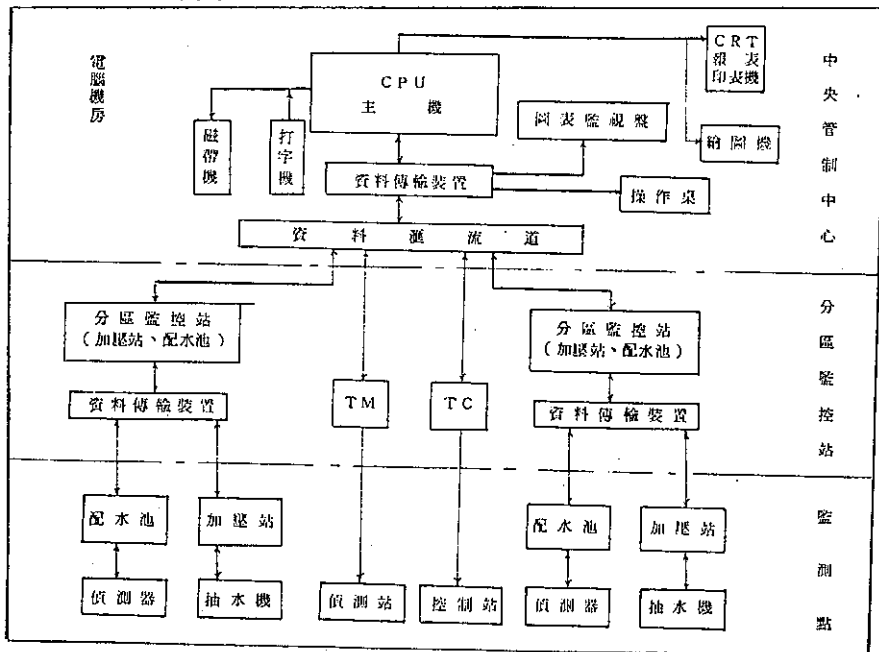 電腦機房
CPU
主機
CRT
報表
印表機
中央管制中心
磁帶機
打字機
圖表監視盤
繪圖機
資料傳輸裝置
操作桌
資料滙流道
分區監控站
(加壓站、配水池)
分區監控站
(加壓站、配水池)
分區監控站
資料傳輸裝置
TM
TC
資料傳輸裝置
配水池
加壓站
配水池
加壓站
監測點
偵測器
抽水機
偵測站
控制站
偵測器
抽水機